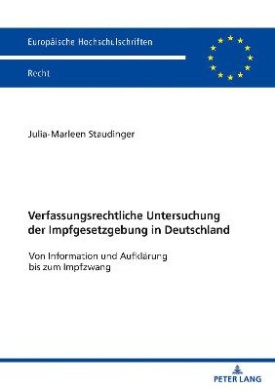 Europäische Hochschulschriften
Recht
Julia-Marleen Staudinger
Verfassungsrechtliche Untersuchung
der Impfgesetzgebung in Deutschland
Von Information und Aufklärung
bis zum Impfzwang
PETER LANG